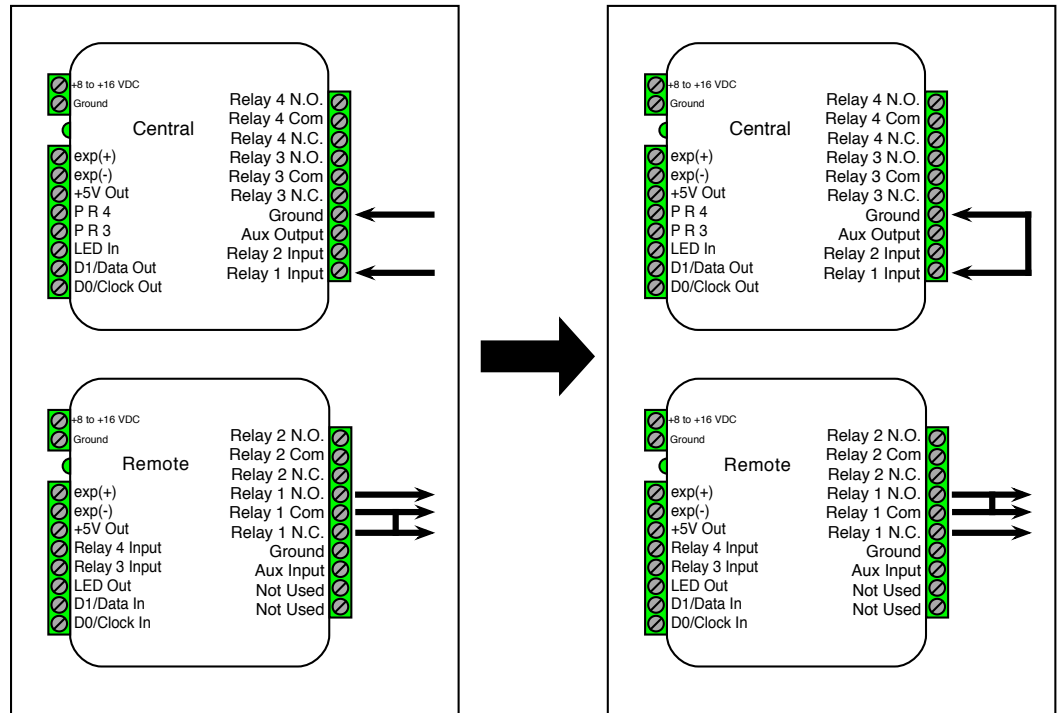 +8 to +16 VDC
Ground
Central
exp(+)
exp(-)
+5V Out
P R 4
P R 3
LED In
D1/Data Out
D0/Clock Out
Relay 4 N.O.
Relay 4 Com
Relay 4 N.C.
Relay 3 N.O.
Relay 3 Com
Relay 3 N.C.
Ground
Aux Output
Relay 2 Input
Relay 1 Input
+8 to +16 VDC
Ground
Remote
exp(+)
exp(-)
+5V Out
Relay 4 Input
Relay 3 Input
LED Out
D1/Data In
D0/Clock In
Relay 2 N.O.
Relay 2 Com
Relay 2 N.C.
Relay 1 N.O.
Relay 1 Com
Relay 1 N.C.
Ground
Aux Input
Not Used
Not Used
+8 to +16 VDC
Ground
Central
exp(+)
exp(-)
+5V Out
P R 4
P R 3
LED In
D1/Data Out
D0/Clock Out
Relay 4 N.O.
Relay 4 Com
Relay 4 N.C.
Relay 3 N.O.
Relay 3 Com
Relay 3 N.C.
Ground
Aux Output
Relay 2 Input
Relay 1 Input
+8 to +16 VDC
Ground
Remote
exp(+)
exp(-)
+5V Out
Relay 4 Input
Relay 3 Input
LED Out
D1/Data In
D0/Clock In
Relay 2 N.O.
Relay 2 Com
Relay 2 N.C.
Relay 1 N.O.
Relay 1 Com
Relay 1 N.C.
Ground
Aux Input
Not Used
Not Used